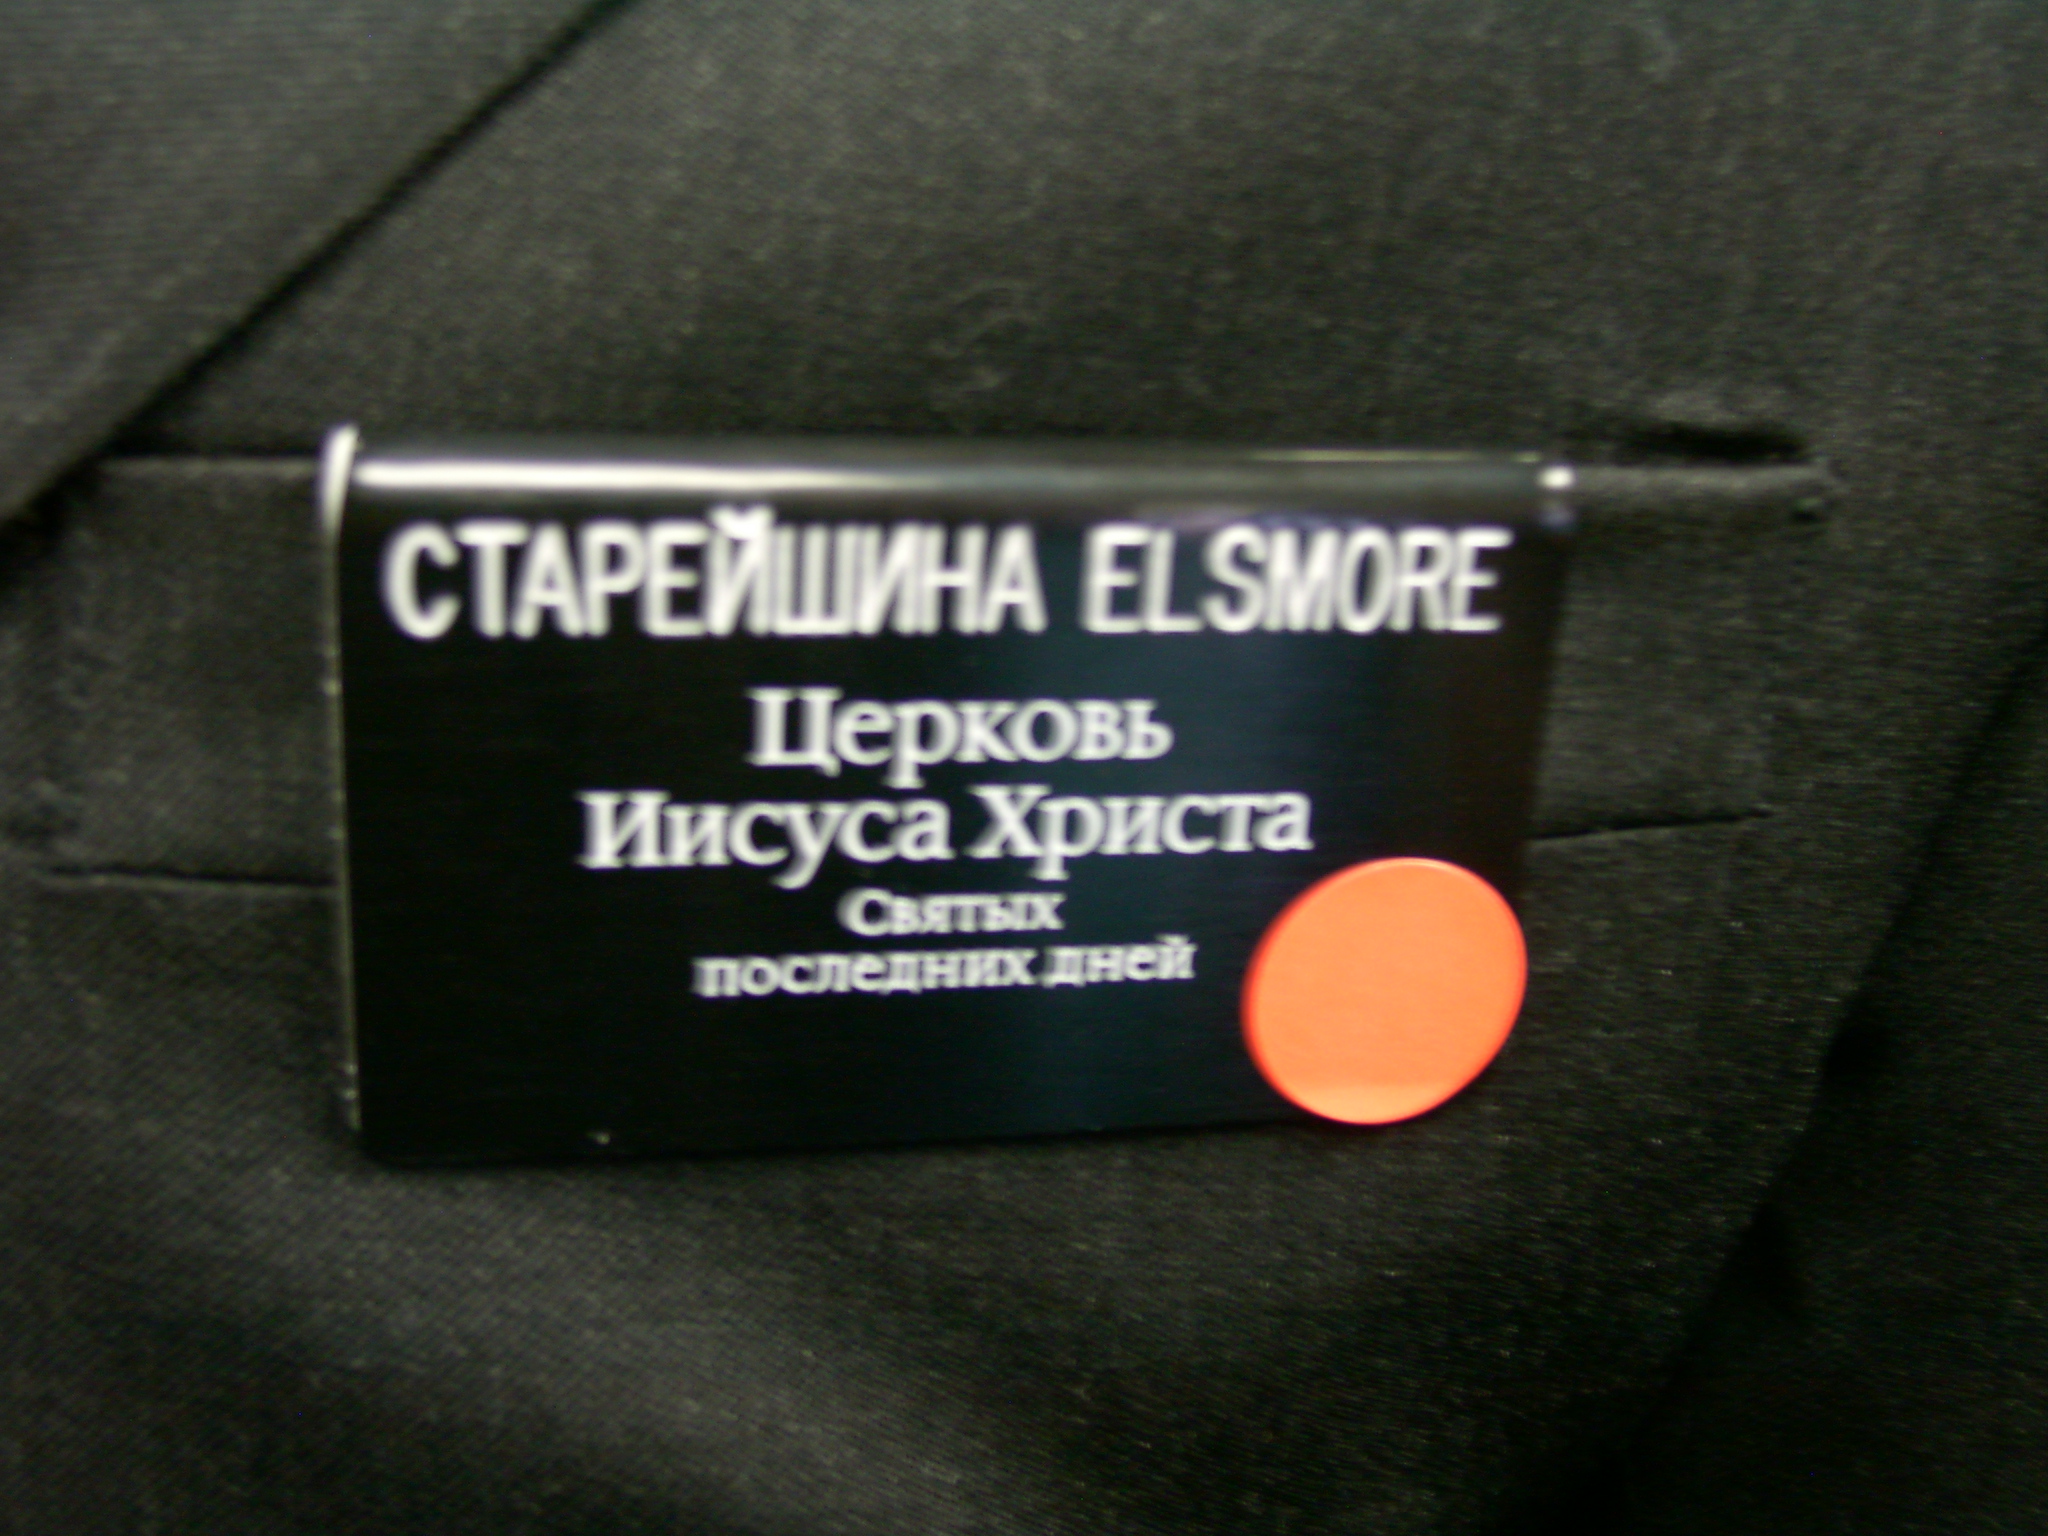 СТАРЕЙШИНА ELSMORE
Церковь
Иисуса Христа
Святых
последних дней